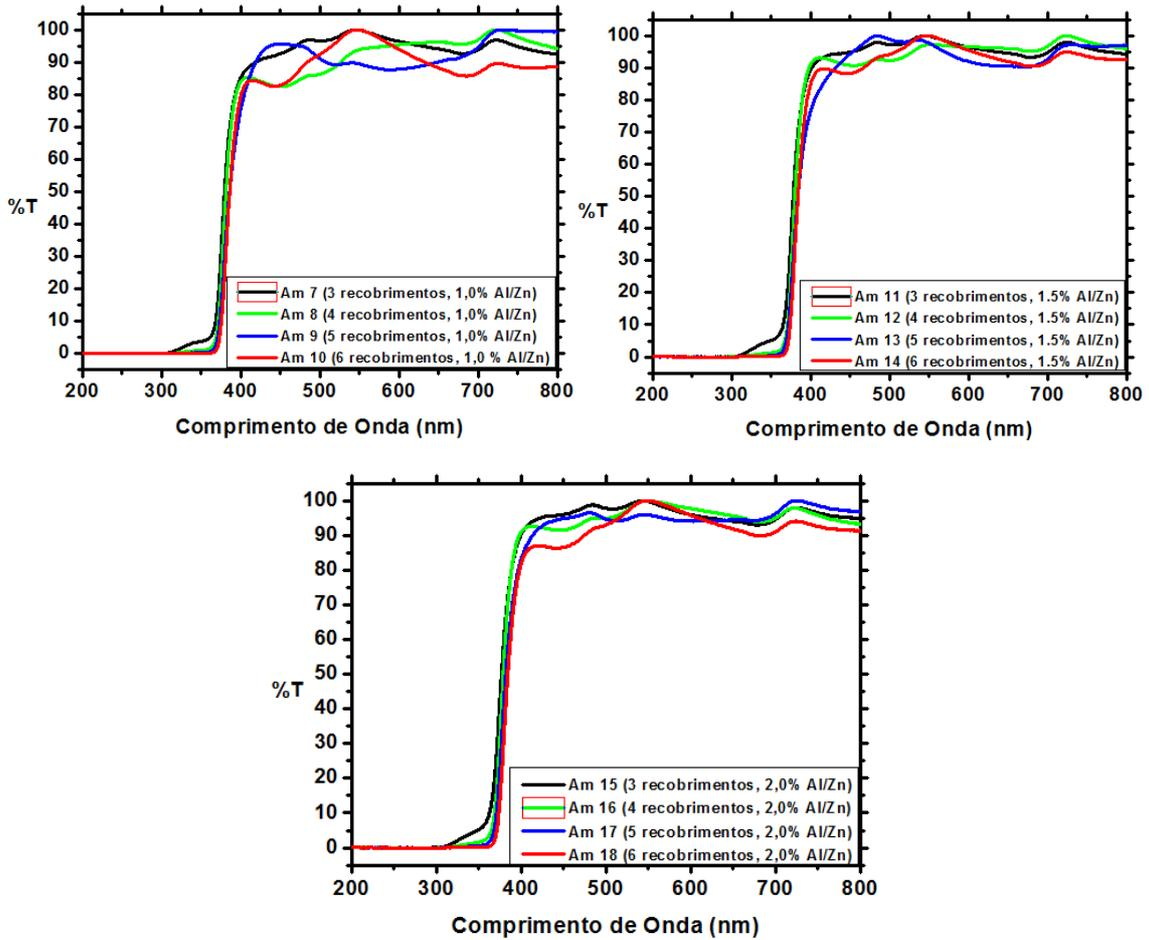 100
90
80
70
60
50
40
30
20
10
0
%T
Am 7 (3 recobrimentos, 1,0% Al/Zn)
Am 8 (4 recobrimentos, 1,0% Al/Zn)
Am 9 (5 recobrimentos, 1,0% Al/Zn)
Am 10 (6 recobrimentos, 1,0 % Al/Zn)
200 300 400 500 600 700 800
Comprimento de Onda (nm)
100
90
80
70
60
50
40
30
20
10
0
%T
Am 11 (3 recobrimentos, 1.5% Al/Zn)
Am 12 (4 recobrimentos, 1.5% Al/Zn)
Am 13 (5 recobrimentos, 1.5% Al/Zn)
Am 14 (6 recobrimentos, 1.5% Al/Zn)
200 300 400 500 600 700 800
Comprimento de Onda (nm)
100
90
80
70
60
50
40
30
20
10
0
%T
Am 15 (3 recobrimentos, 2,0% Al/Zn)
Am 16 (4 recobrimentos, 2,0% Al/Zn)
Am 17 (5 recobrimentos, 2,0% Al/Zn)
Am 18 (6 recobrimentos, 2,0% Al/Zn)
200 300 400 500 600 700 800
Comprimento de Onda (nm)